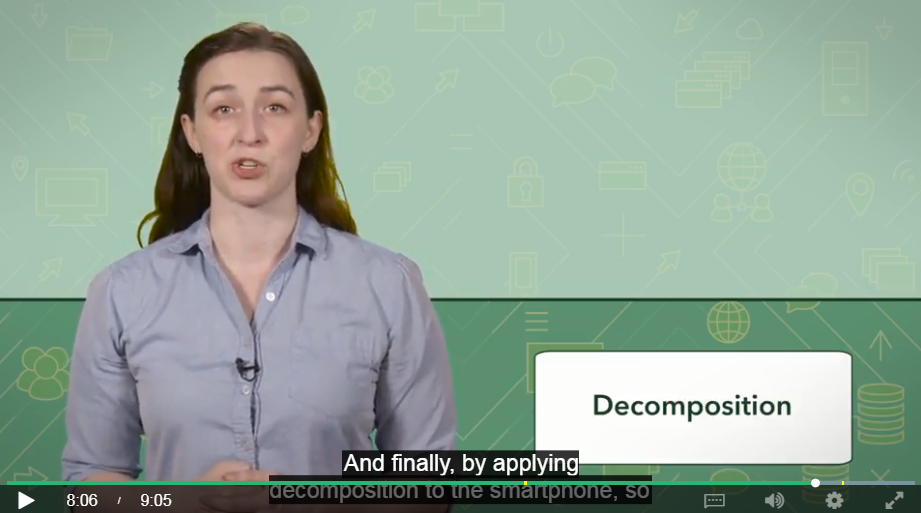 Decomposition
And finally, by applying
decomposition to the smartphone, so
8:06 / 9:05